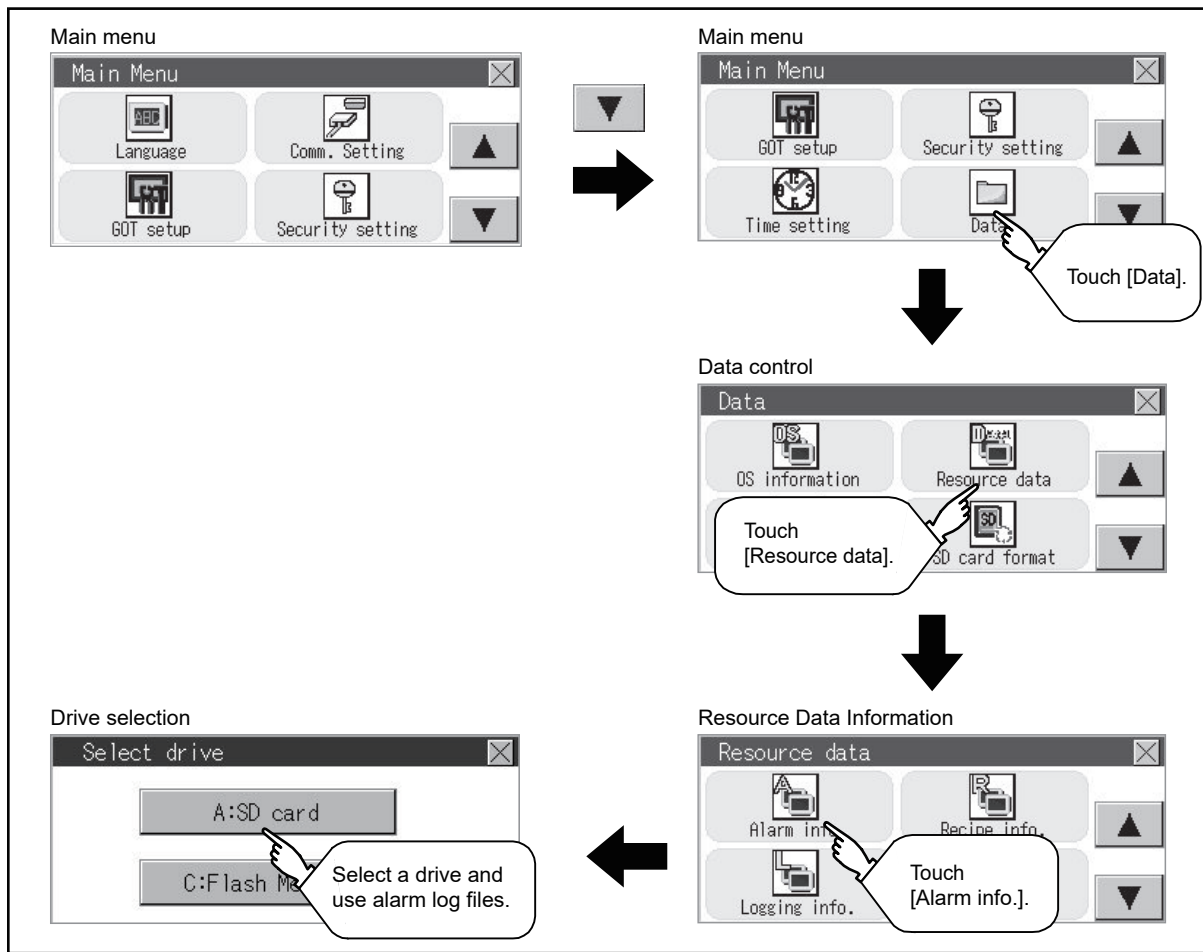 Main menu
Main Menu
Language
Comm. Setting
GOT setup
Security setting
Main menu
Main Menu
GOT setup
Security setting
Time setting
Data
Touch [Data].
Data control
Data
OS information
Resource data
SD card format
Touch
[Resource data].
Resource Data Information
Resource data
Alarm info.
Recipe info.
Logging info.
Touch
[Alarm info.].
Drive selection
Select drive
A:SD card
C:Flash Me
Select a drive and
use alarm log files.